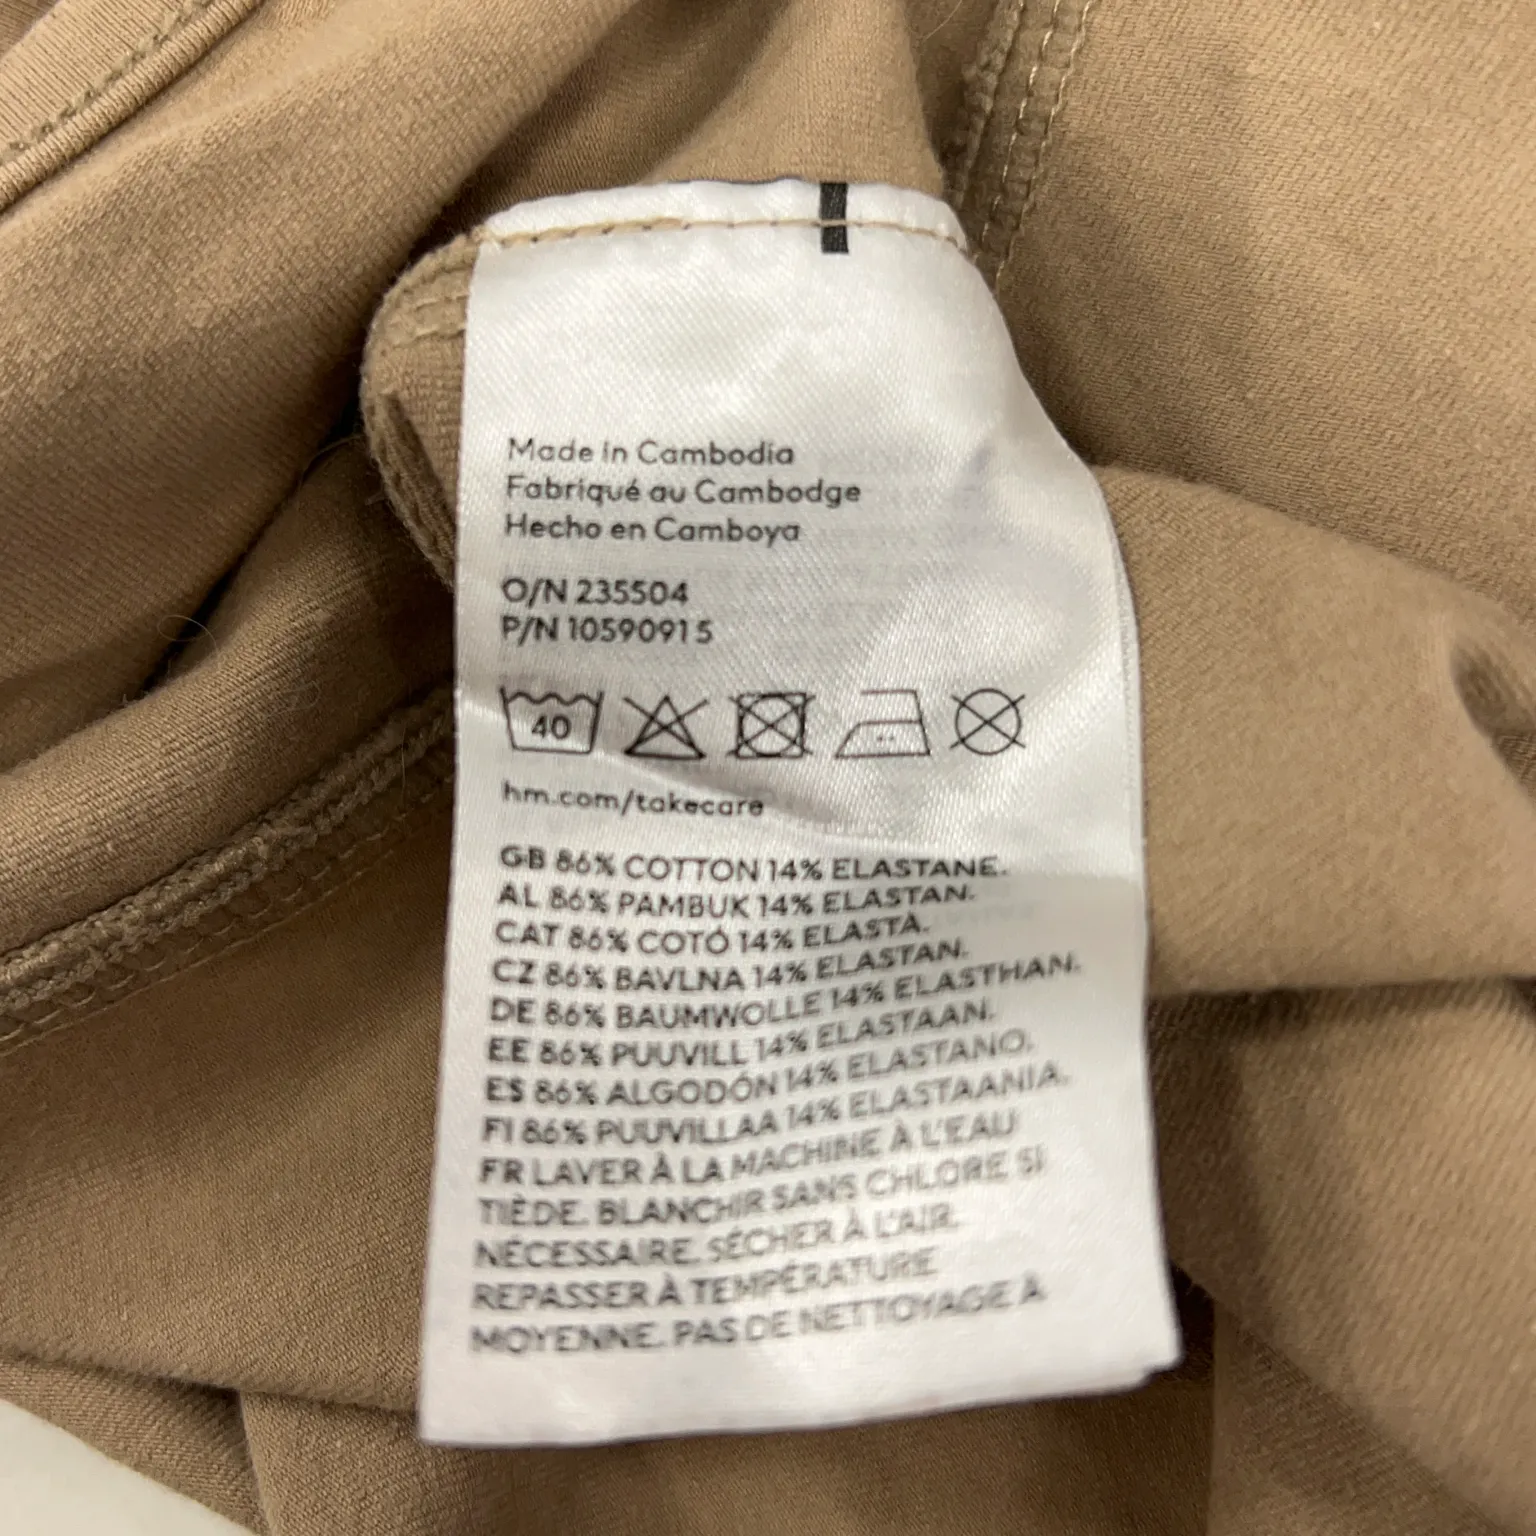 Made in Cambodia
Fabriqué au Cambodge
Hecho en Camboya
O/N 235504
P/N 10590915
40
hm.com/takecare
GB 86% COTTON 14% ELASTANE.
AL 86% PAMBUK 14% ELASTAN.
CAT 86% COTÓ 14% ELASTÀ.
CZ 86% BAVLNA 14% ELASTAN.
DE 86% BAUMWOLLE 14% ELASTHAN.
EE 86% PUUVILL 14% ELASTAAN.
ES 86% ALGODÓN 14% ELASTANO.
FI 86% PUUVILLAA 14% ELASTAANIA.
FR LAVER À LA MACHINE À L'EAU
TIÈDE. BLANCHIR SANS CHLORE SI
NÉCESSAIRE. SÉCHER À L'AIR.
REPASSER À TEMPÉRATURE
MOYENNE. PAS DE NETTOYAGE À